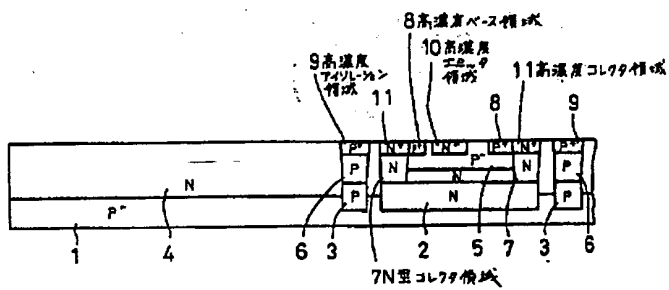 8高濃度ベース領域
9高濃度
アイソレーション
領域
10高濃度
エミッタ
領域
11高濃度コレクタ領域
11
8
9
P⁺ N⁺ P⁺ N⁺ P⁺ N⁺ P⁺
P N P⁻ N P
N
N
P N P
P⁻
1
4
6
3
2
5
7
3
6
7N型コレクタ領域